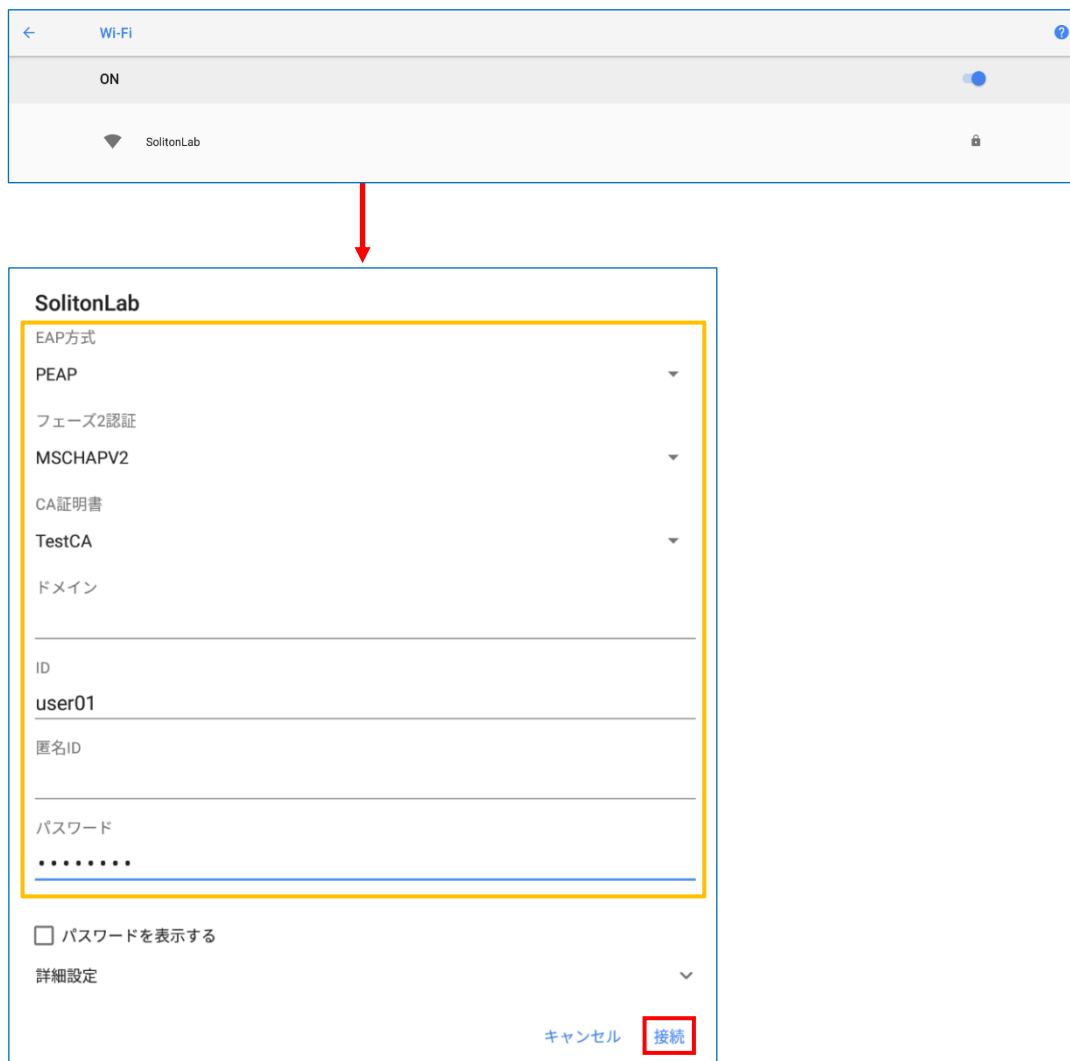 Wi-Fi
ON
SolitonLab
SolitonLab
EAP方式
PEAP
フェーズ2認証
MSCHAPV2
CA証明書
TestCA
ドメイン
ID
user01
匿名ID
パスワード
••••••••
パスワードを表示する
詳細設定
キャンセル 接続